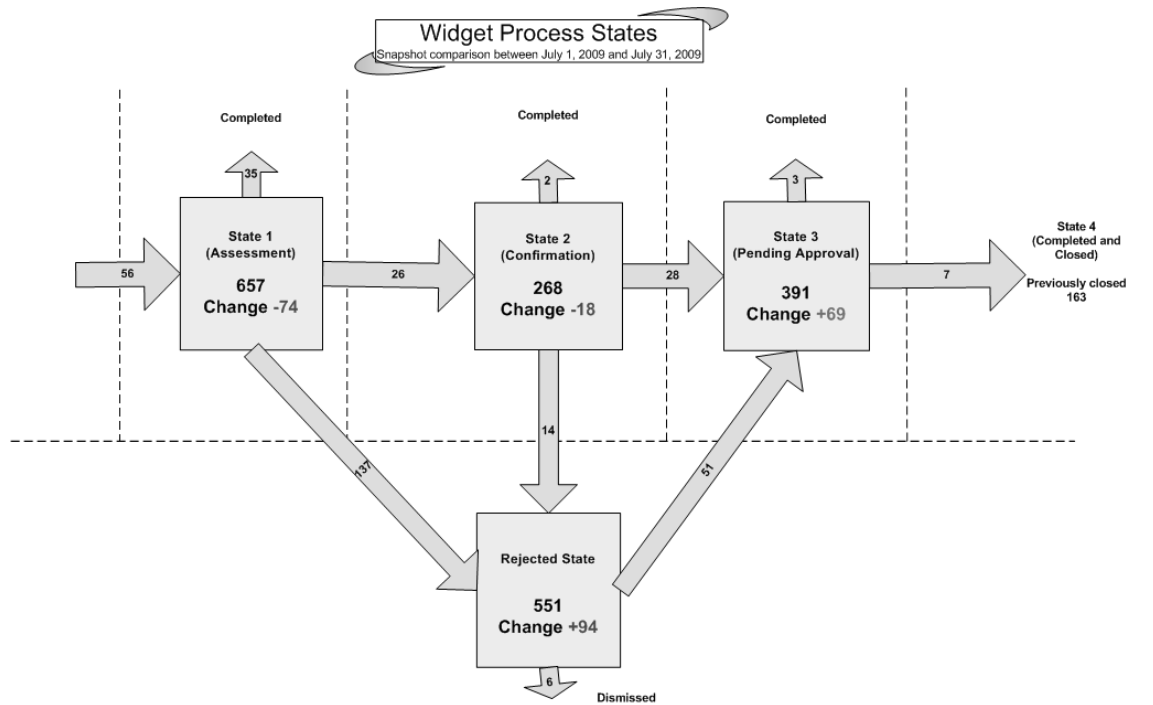 Widget Process States
Snapshot comparison between July 1, 2009 and July 31, 2009
Completed
Completed
Completed
35
2
3
56
State 1
(Assessment)
657
Change -74
26
State 2
(Confirmation)
268
Change -18
28
State 3
(Pending Approval)
391
Change +69
7
State 4
(Completed and
Closed)
Previously closed
163
137
14
51
Rejected State
551
Change +94
6
Dismissed